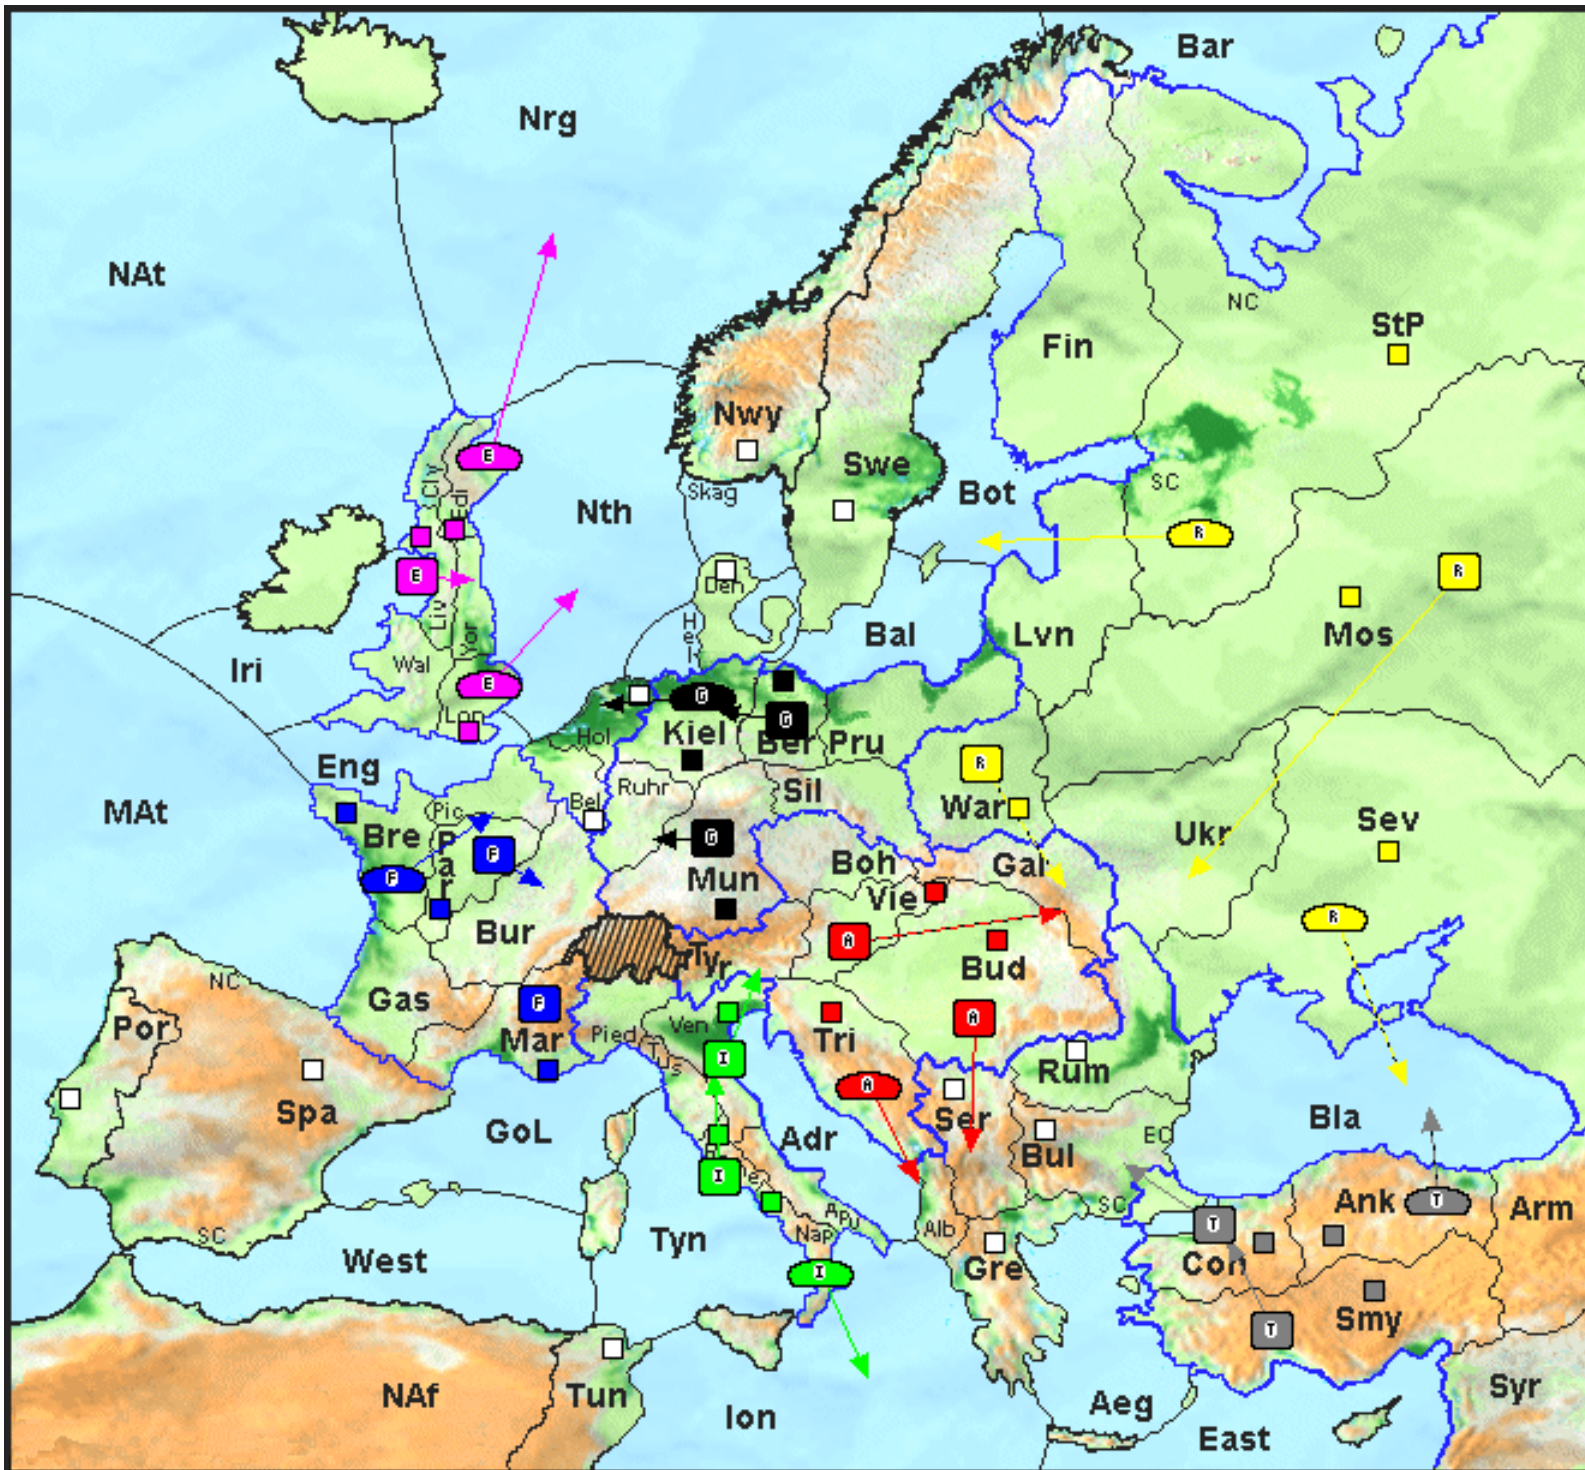 Bar
Nrg
NAt
NC
StP
Fin
Nwy
Swe
Skag
Bot
SC
Nth
Cly
Edi
E
R
R
E
Den
Mos
Liv
Yor
Hel
Bal
Lvn
Iri
Wal
E
Lon
G
G
Hol
Kiel
Ber
Pru
Eng
R
War
Ruhr
Sil
Bel
Pic
MAt
Bre
Par
F
F
G
Ukr
Sev
Boh
Gal
Mun
Vie
R
Bur
A
Bud
Tyr
NC
Gas
F
Mar
Por
Ven
Pied
Tus
I
Tri
A
Rum
A
Ser
Spa
GoL
Adr
Bul
EC
Bla
I
SC
Ank
T
Arm
SC
West
Tyn
Apu
Nap
Alb
T
Con
Gre
I
Smy
T
NAf
Tun
Ion
Aeg
East
Syr